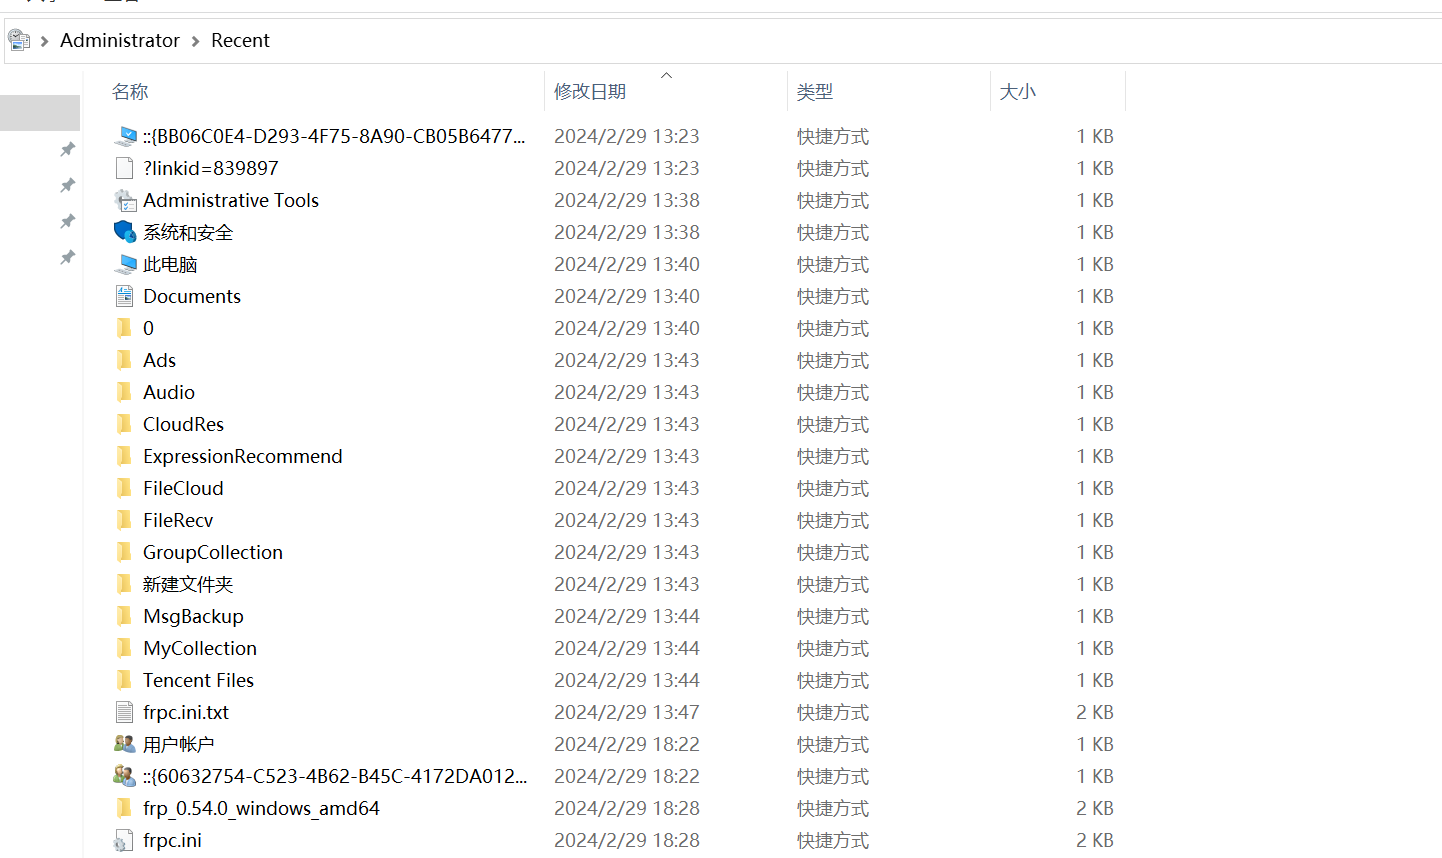 Administrator > Recent
名称 修改日期 类型 大小
::{BB06C0E4-D293-4F75-8A90-CB05B6477... 2024/2/29 13:23 快捷方式 1 KB
?linkid=839897 2024/2/29 13:23 快捷方式 1 KB
Administrative Tools 2024/2/29 13:38 快捷方式 1 KB
系统和安全 2024/2/29 13:38 快捷方式 1 KB
此电脑 2024/2/29 13:40 快捷方式 1 KB
Documents 2024/2/29 13:40 快捷方式 1 KB
0 2024/2/29 13:40 快捷方式 1 KB
Ads 2024/2/29 13:43 快捷方式 1 KB
Audio 2024/2/29 13:43 快捷方式 1 KB
CloudRes 2024/2/29 13:43 快捷方式 1 KB
ExpressionRecommend 2024/2/29 13:43 快捷方式 1 KB
FileCloud 2024/2/29 13:43 快捷方式 1 KB
FileRecv 2024/2/29 13:43 快捷方式 1 KB
GroupCollection 2024/2/29 13:43 快捷方式 1 KB
新建文件夹 2024/2/29 13:43 快捷方式 1 KB
MsgBackup 2024/2/29 13:44 快捷方式 1 KB
MyCollection 2024/2/29 13:44 快捷方式 1 KB
Tencent Files 2024/2/29 13:44 快捷方式 1 KB
frpc.ini.txt 2024/2/29 13:47 快捷方式 2 KB
用户帐户 2024/2/29 18:22 快捷方式 1 KB
::{60632754-C523-4B62-B45C-4172DA012... 2024/2/29 18:22 快捷方式 1 KB
frp_0.54.0_windows_amd64 2024/2/29 18:28 快捷方式 2 KB
frpc.ini 2024/2/29 18:28 快捷方式 2 KB